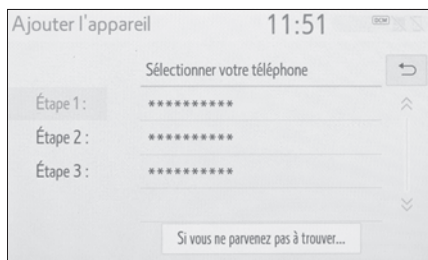 Ajouter l'appareil 11:51 DCM
Sélectionner votre téléphone
Étape 1 : **********
Étape 2 : **********
Étape 3 : **********
Si vous ne parvenez pas à trouver...